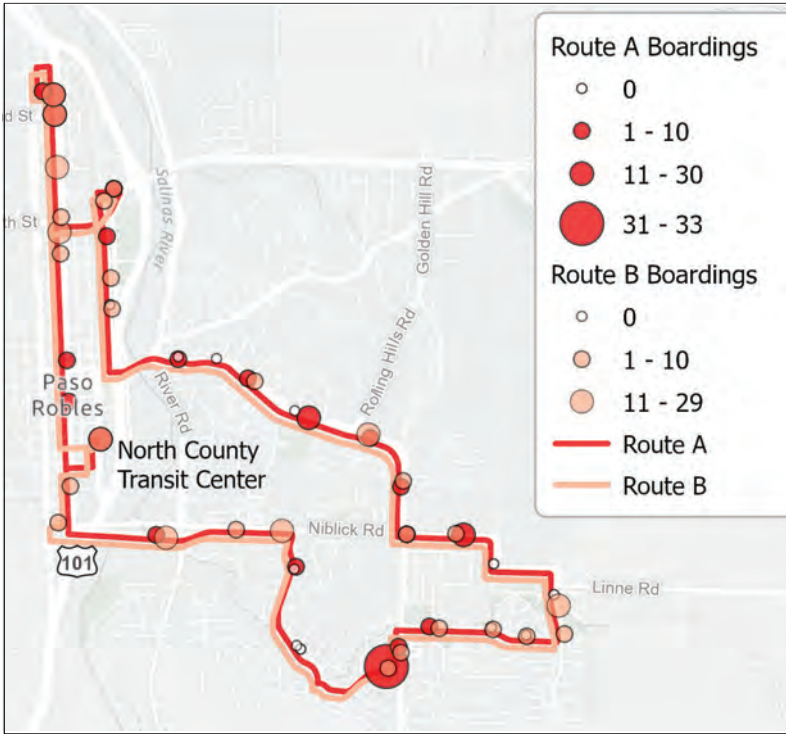 Route A Boardings
0
1 - 10
11 - 30
31 - 33
Route B Boardings
0
1 - 10
11 - 29
Route A
Route B
St
Salinas River
th St
Golden Hill Rd
Rolling Hills Rd
River Rd
Paso
Robles
North County
Transit Center
Niblick Rd
101
Linne Rd